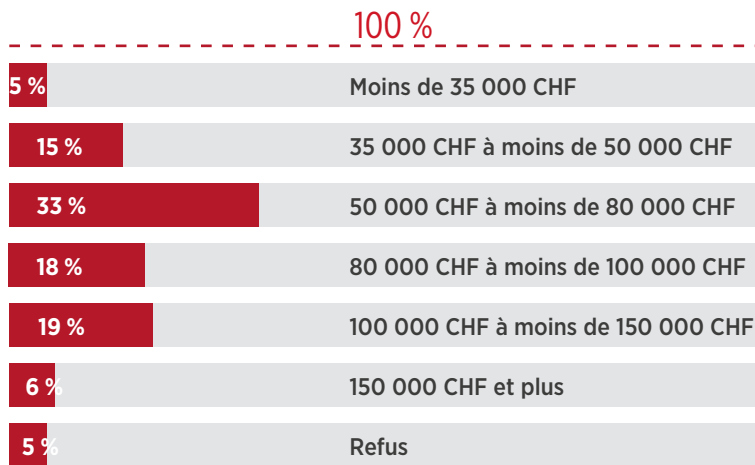 100 %
5 % Moins de 35 000 CHF
15 % 35 000 CHF à moins de 50 000 CHF
33 % 50 000 CHF à moins de 80 000 CHF
18 % 80 000 CHF à moins de 100 000 CHF
19 % 100 000 CHF à moins de 150 000 CHF
6 % 150 000 CHF et plus
5 % Refus